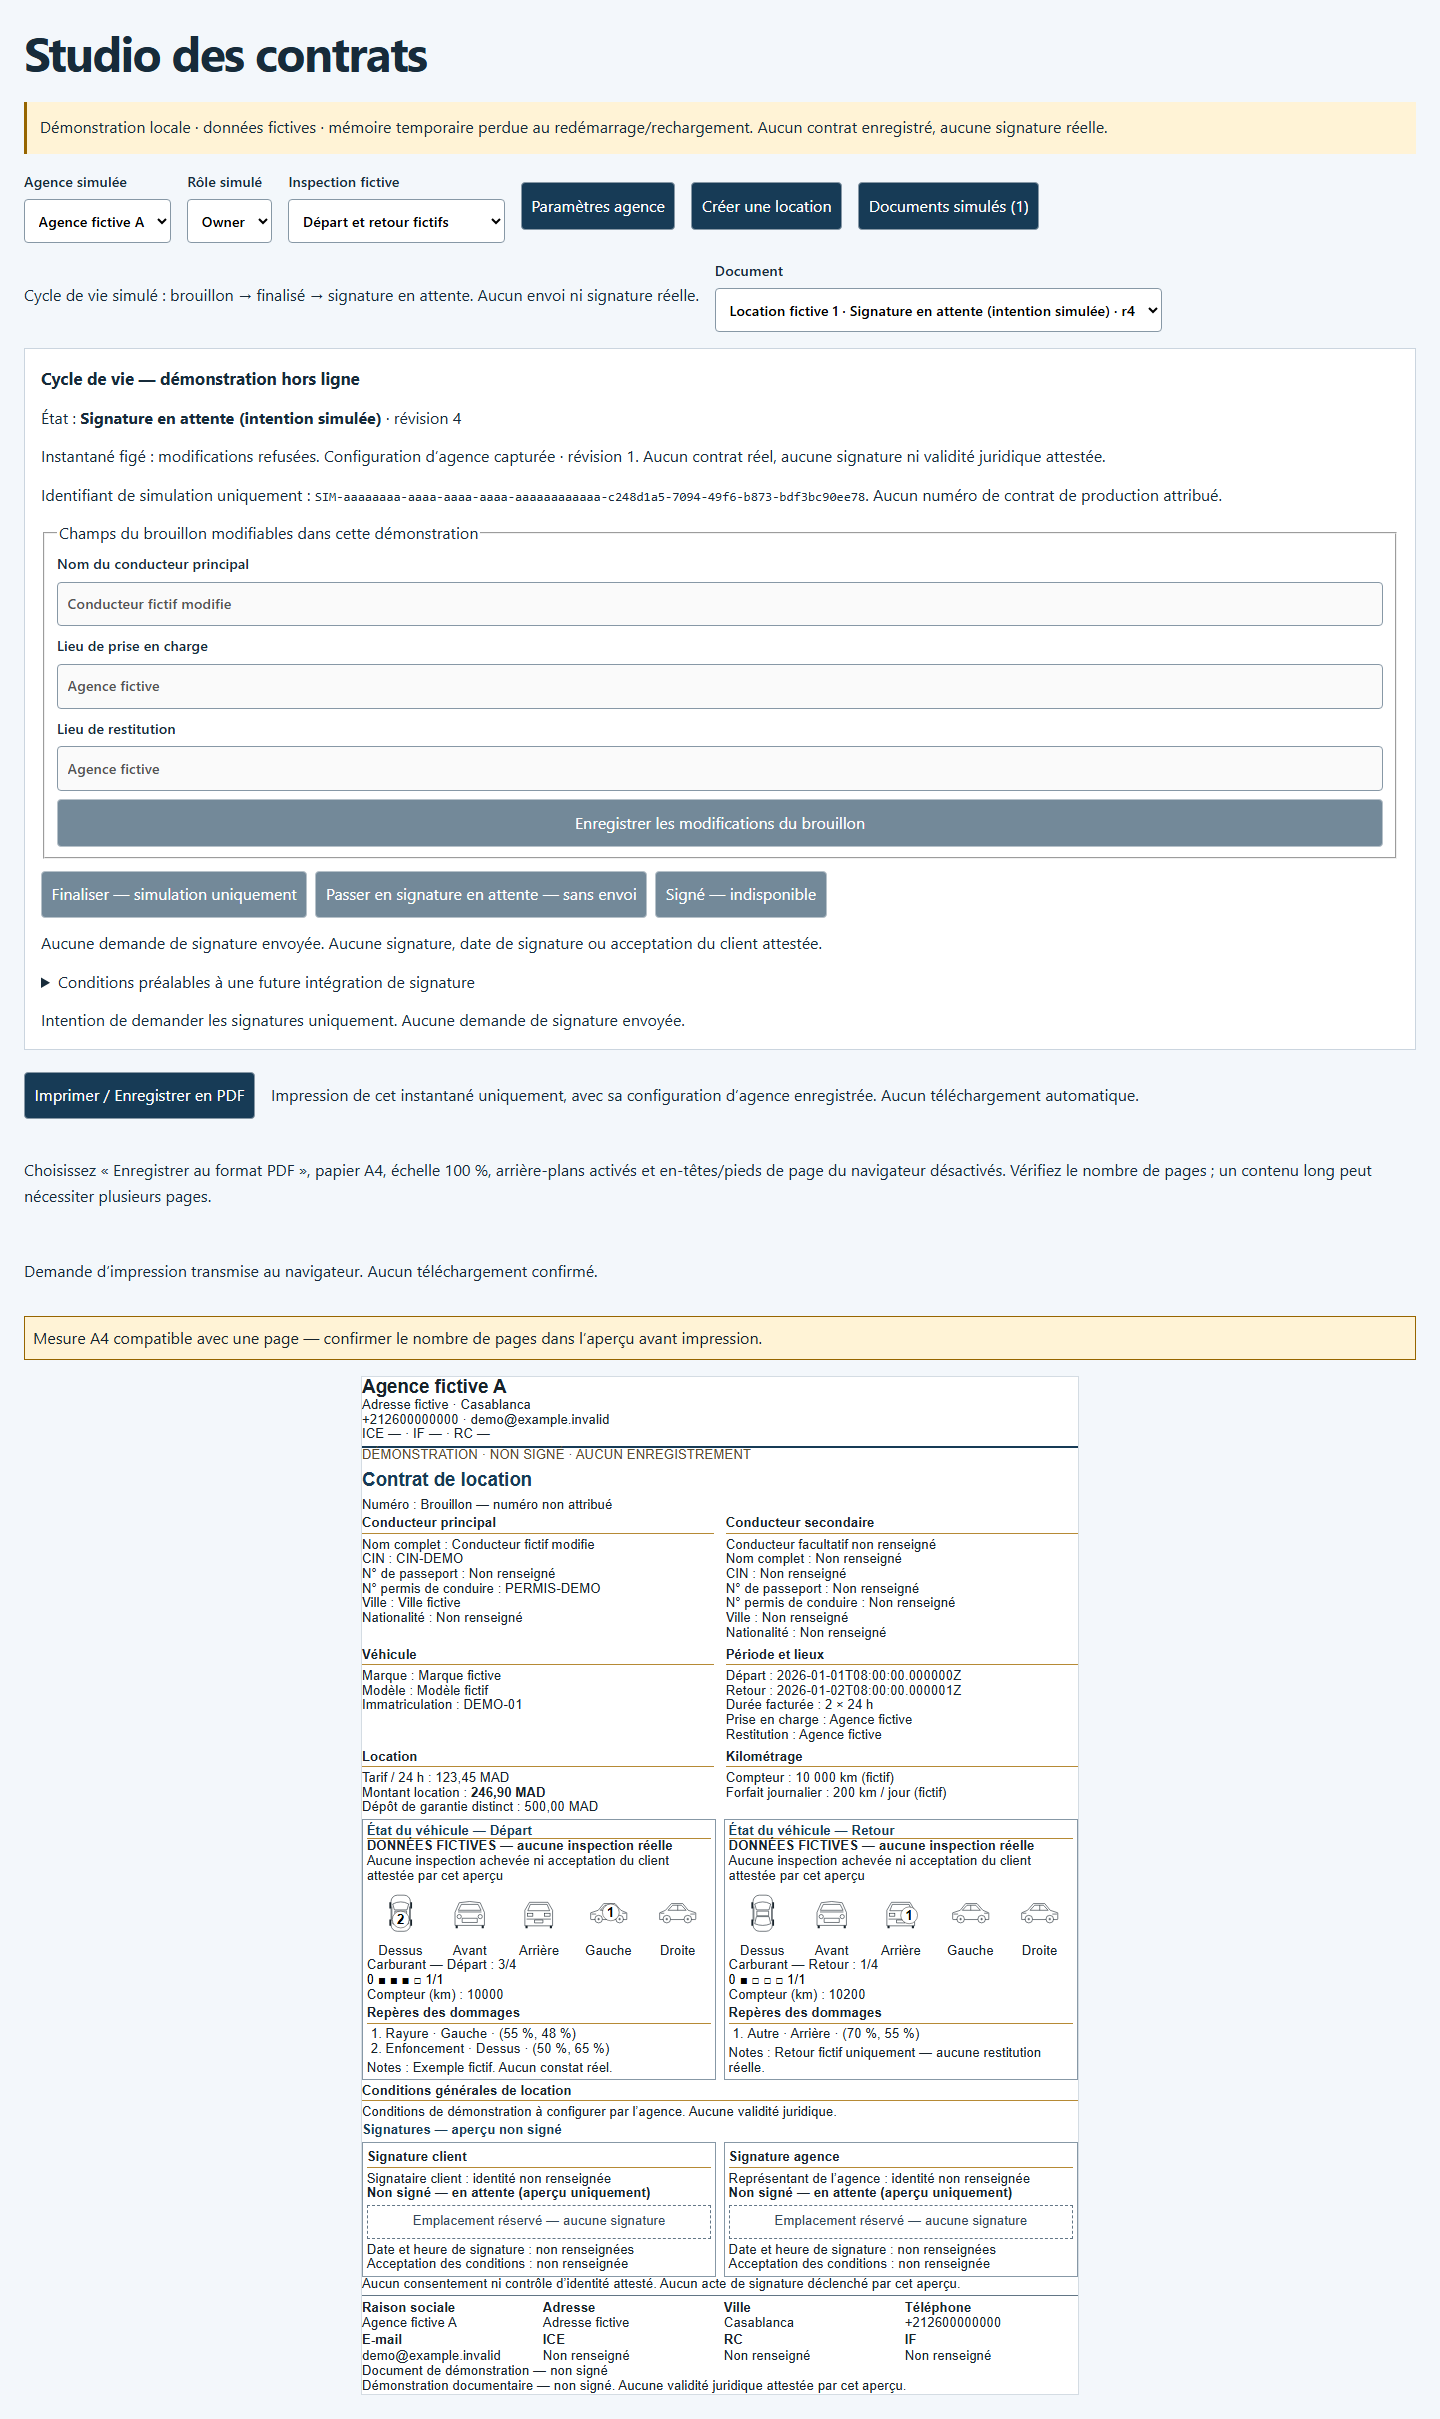 Studio des contrats
Démonstration locale · données fictives · mémoire temporaire perdue au redémarrage/rechargement. Aucun contrat enregistré, aucune signature réelle.
Agence simulée
Rôle simulé
Inspection fictive
Agence fictive A
Owner
Départ et retour fictifs
Paramètres agence
Créer une location
Documents simulés (1)
Cycle de vie simulé : brouillon → finalisé → signature en attente. Aucun envoi ni signature réelle.
Document
Location fictive 1 · Signature en attente (intention simulée) · r4
Cycle de vie — démonstration hors ligne
État : Signature en attente (intention simulée) · révision 4
Instantané figé : modifications refusées. Configuration d’agence capturée · révision 1. Aucun contrat réel, aucune signature ni validité juridique attestée.
Identifiant de simulation uniquement : SIM-aaaaaaaa-aaaa-aaaa-aaaa-aaaaaaaaaaaa-c248d1a5-7094-49f6-b873-bdf3bc90ee78. Aucun numéro de contrat de production attribué.
Champs du brouillon modifiables dans cette démonstration
Nom du conducteur principal
Conducteur fictif modifie
Lieu de prise en charge
Agence fictive
Lieu de restitution
Agence fictive
Enregistrer les modifications du brouillon
Finaliser — simulation uniquement
Passer en signature en attente — sans envoi
Signé — indisponible
Aucune demande de signature envoyée. Aucune signature, date de signature ou acceptation du client attestée.
Conditions préalables à une future intégration de signature
Intention de demander les signatures uniquement. Aucune demande de signature envoyée.
Imprimer / Enregistrer en PDF
Impression de cet instantané uniquement, avec sa configuration d’agence enregistrée. Aucun téléchargement automatique.
Choisissez « Enregistrer au format PDF », papier A4, échelle 100 %, arrière-plans activés et en-têtes/pieds de page du navigateur désactivés. Vérifiez le nombre de pages ; un contenu long peut
nécessiter plusieurs pages.
Demande d’impression transmise au navigateur. Aucun téléchargement confirmé.
Mesure A4 compatible avec une page — confirmer le nombre de pages dans l’aperçu avant impression.
Agence fictive A
Adresse fictive · Casablanca
+212600000000 · demo@example.invalid
ICE — · IF — · RC —
DEMONSTRATION · NON SIGNE · AUCUN ENREGISTREMENT
Contrat de location
Numéro : Brouillon — numéro non attribué
Conducteur principal
Nom complet : Conducteur fictif modifie
CIN : CIN-DEMO
N° de passeport : Non renseigné
N° permis de conduire : PERMIS-DEMO
Ville : Ville fictive
Nationalité : Non renseigné
Conducteur secondaire
Conducteur facultatif non renseigné
Nom complet : Non renseigné
CIN : Non renseigné
N° de passeport : Non renseigné
N° permis de conduire : Non renseigné
Ville : Non renseigné
Nationalité : Non renseigné
Véhicule
Marque : Marque fictive
Modèle : Modèle fictif
Immatriculation : DEMO-01
Période et lieux
Départ : 2026-01-01T08:00:00.000000Z
Retour : 2026-01-02T08:00:00.000001Z
Durée facturée : 2 × 24 h
Prise en charge : Agence fictive
Restitution : Agence fictive
Location
Tarif / 24 h : 123,45 MAD
Montant location : 246,90 MAD
Dépôt de garantie distinct : 500,00 MAD
Kilométrage
Compteur : 10 000 km (fictif)
Forfait journalier : 200 km / jour (fictif)
État du véhicule — Départ
DONNÉES FICTIVES — aucune inspection réelle
Aucune inspection achevée ni acceptation du client
attestée par cet aperçu
2
1
Dessus Avant Arrière Gauche Droite
Carburant — Départ : 3/4
0 ■ ■ ■ □ 1/1
Compteur (km) : 10000
Repères des dommages
1. Rayure · Gauche · (55 %, 48 %)
2. Enfoncement · Dessus · (50 %, 65 %)
Notes : Exemple fictif. Aucun constat réel.
État du véhicule — Retour
DONNÉES FICTIVES — aucune inspection réelle
Aucune inspection achevée ni acceptation du client
attestée par cet aperçu
1
Dessus Avant Arrière Gauche Droite
Carburant — Retour : 1/4
0 ■ □ □ □ 1/1
Compteur (km) : 10200
Repères des dommages
1. Autre · Arrière · (70 %, 55 %)
Notes : Retour fictif uniquement — aucune restitution
réelle.
Conditions générales de location
Conditions de démonstration à configurer par l’agence. Aucune validité juridique.
Signatures — aperçu non signé
Signature client
Signataire client : identité non renseignée
Non signé — en attente (aperçu uniquement)
Emplacement réservé — aucune signature
Date et heure de signature : non renseignées
Acceptation des conditions : non renseignée
Signature agence
Représentant de l’agence : identité non renseignée
Non signé — en attente (aperçu uniquement)
Emplacement réservé — aucune signature
Date et heure de signature : non renseignées
Acceptation des conditions : non renseignée
Aucun consentement ni contrôle d’identité attesté. Aucun acte de signature déclenché par cet aperçu.
Raison sociale Adresse Ville Téléphone
Agence fictive A Adresse fictive Casablanca +212600000000
E-mail ICE RC IF
demo@example.invalid Non renseigné Non renseigné Non renseigné
Document de démonstration — non signé
Démonstration documentaire — non signé. Aucune validité juridique attestée par cet aperçu.